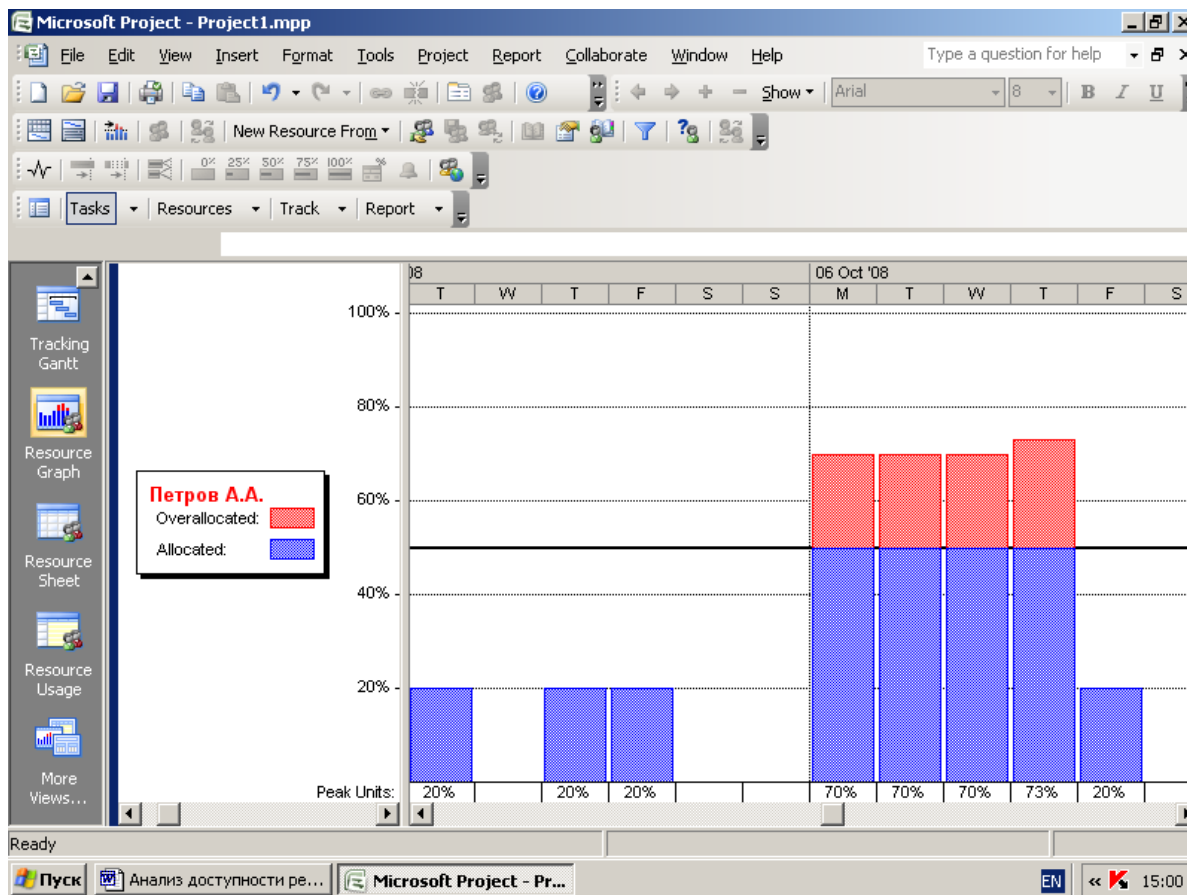 Microsoft Project - Project1.mpp
File Edit View Insert Format Tools Project Report Collaborate Window Help Type a question for help
Show Arial 8 B I U
New Resource From
0% 25% 50% 75% 100% %
Tasks Resources Track Report
Tracking Gantt
Resource Graph
Resource Sheet
Resource Usage
More Views...
Петров А.А.
Overallocated:
Allocated:
08 06 Oct '08
T W T F S S M T W T F S
100%
80%
60%
40%
20%
Peak Units: 20% 20% 20% 70% 70% 70% 73% 20%
Ready
Пуск Анализ доступности ре... Microsoft Project - Pr... EN « 15:00